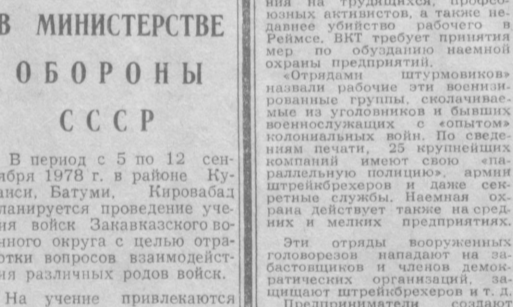 В МИНИСТЕРСТВЕ
ОБОРОНЫ
СССР
В период с 5 по 12 сен-
ября 1978 г. в районе Ку-
анси, Батуми, Кировабад
ланируется проведение уче-
ия войск Закавказского во-
нного округа с целью отра-
отки вопросов взаимодейст-
ия различных родов войск.
На учение привлекаются
ния на трудящихся, профсо-
юзных активистов, а также не-
давнее убийство рабочего в
Реймсе. ВКТ требует принятия
мер по обузданию наемной
охраны предприятий.
«Отрядами штурмовиков»
назвали рабочие эти военизи-
рованные группы, сколачивае-
мые из уголовников и бывших
военнослужащих с «опытом»
колониальных войн. По сведе-
ниям печати, 25 крупнейших
компаний имеют свою «па-
раллельную полицию», армии
штрейкбрехеров и даже сек-
ретные службы. Наемная ох-
рана действует также на сред-
них и мелких предприятиях.
Эти отряды вооруженных
головорезов нападают на за-
бастовщиков и членов демок-
ратических организаций, за-
щищают штрейкбрехеров и т. д.
Предприниматели создают